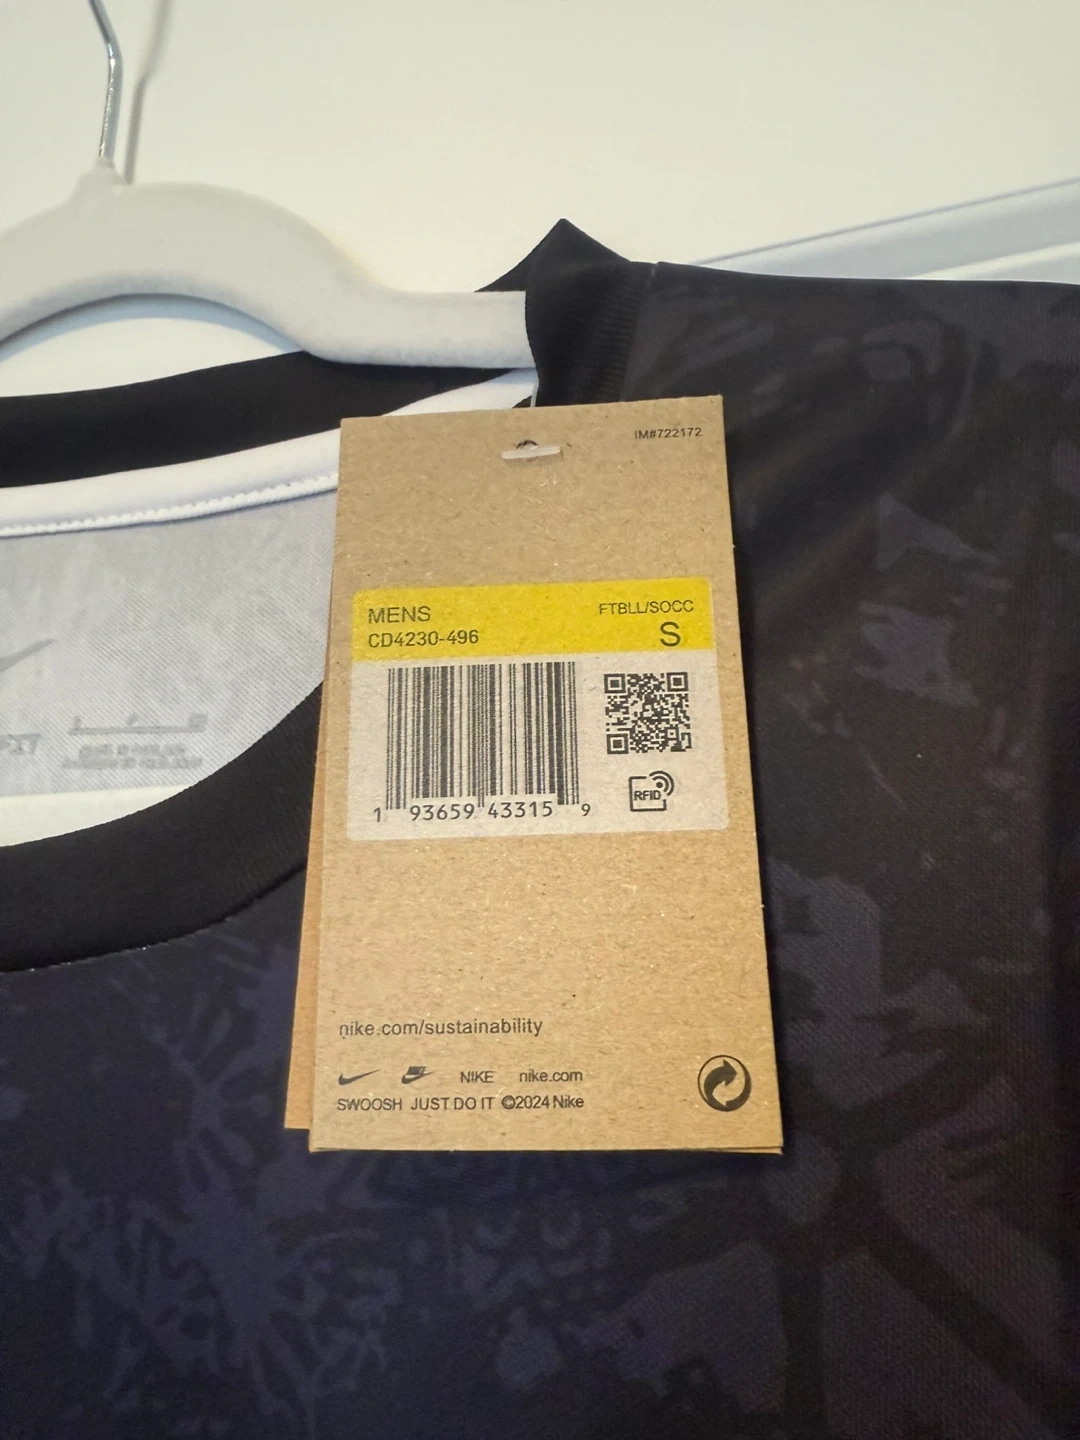 IM#722172
MENS
FTBLL/SOCC
CD4230-496
S
RFID
1 93659 43315 9
nike.com/sustainability
NIKE nike.com
SWOOSH JUST DO IT ©2024 Nike